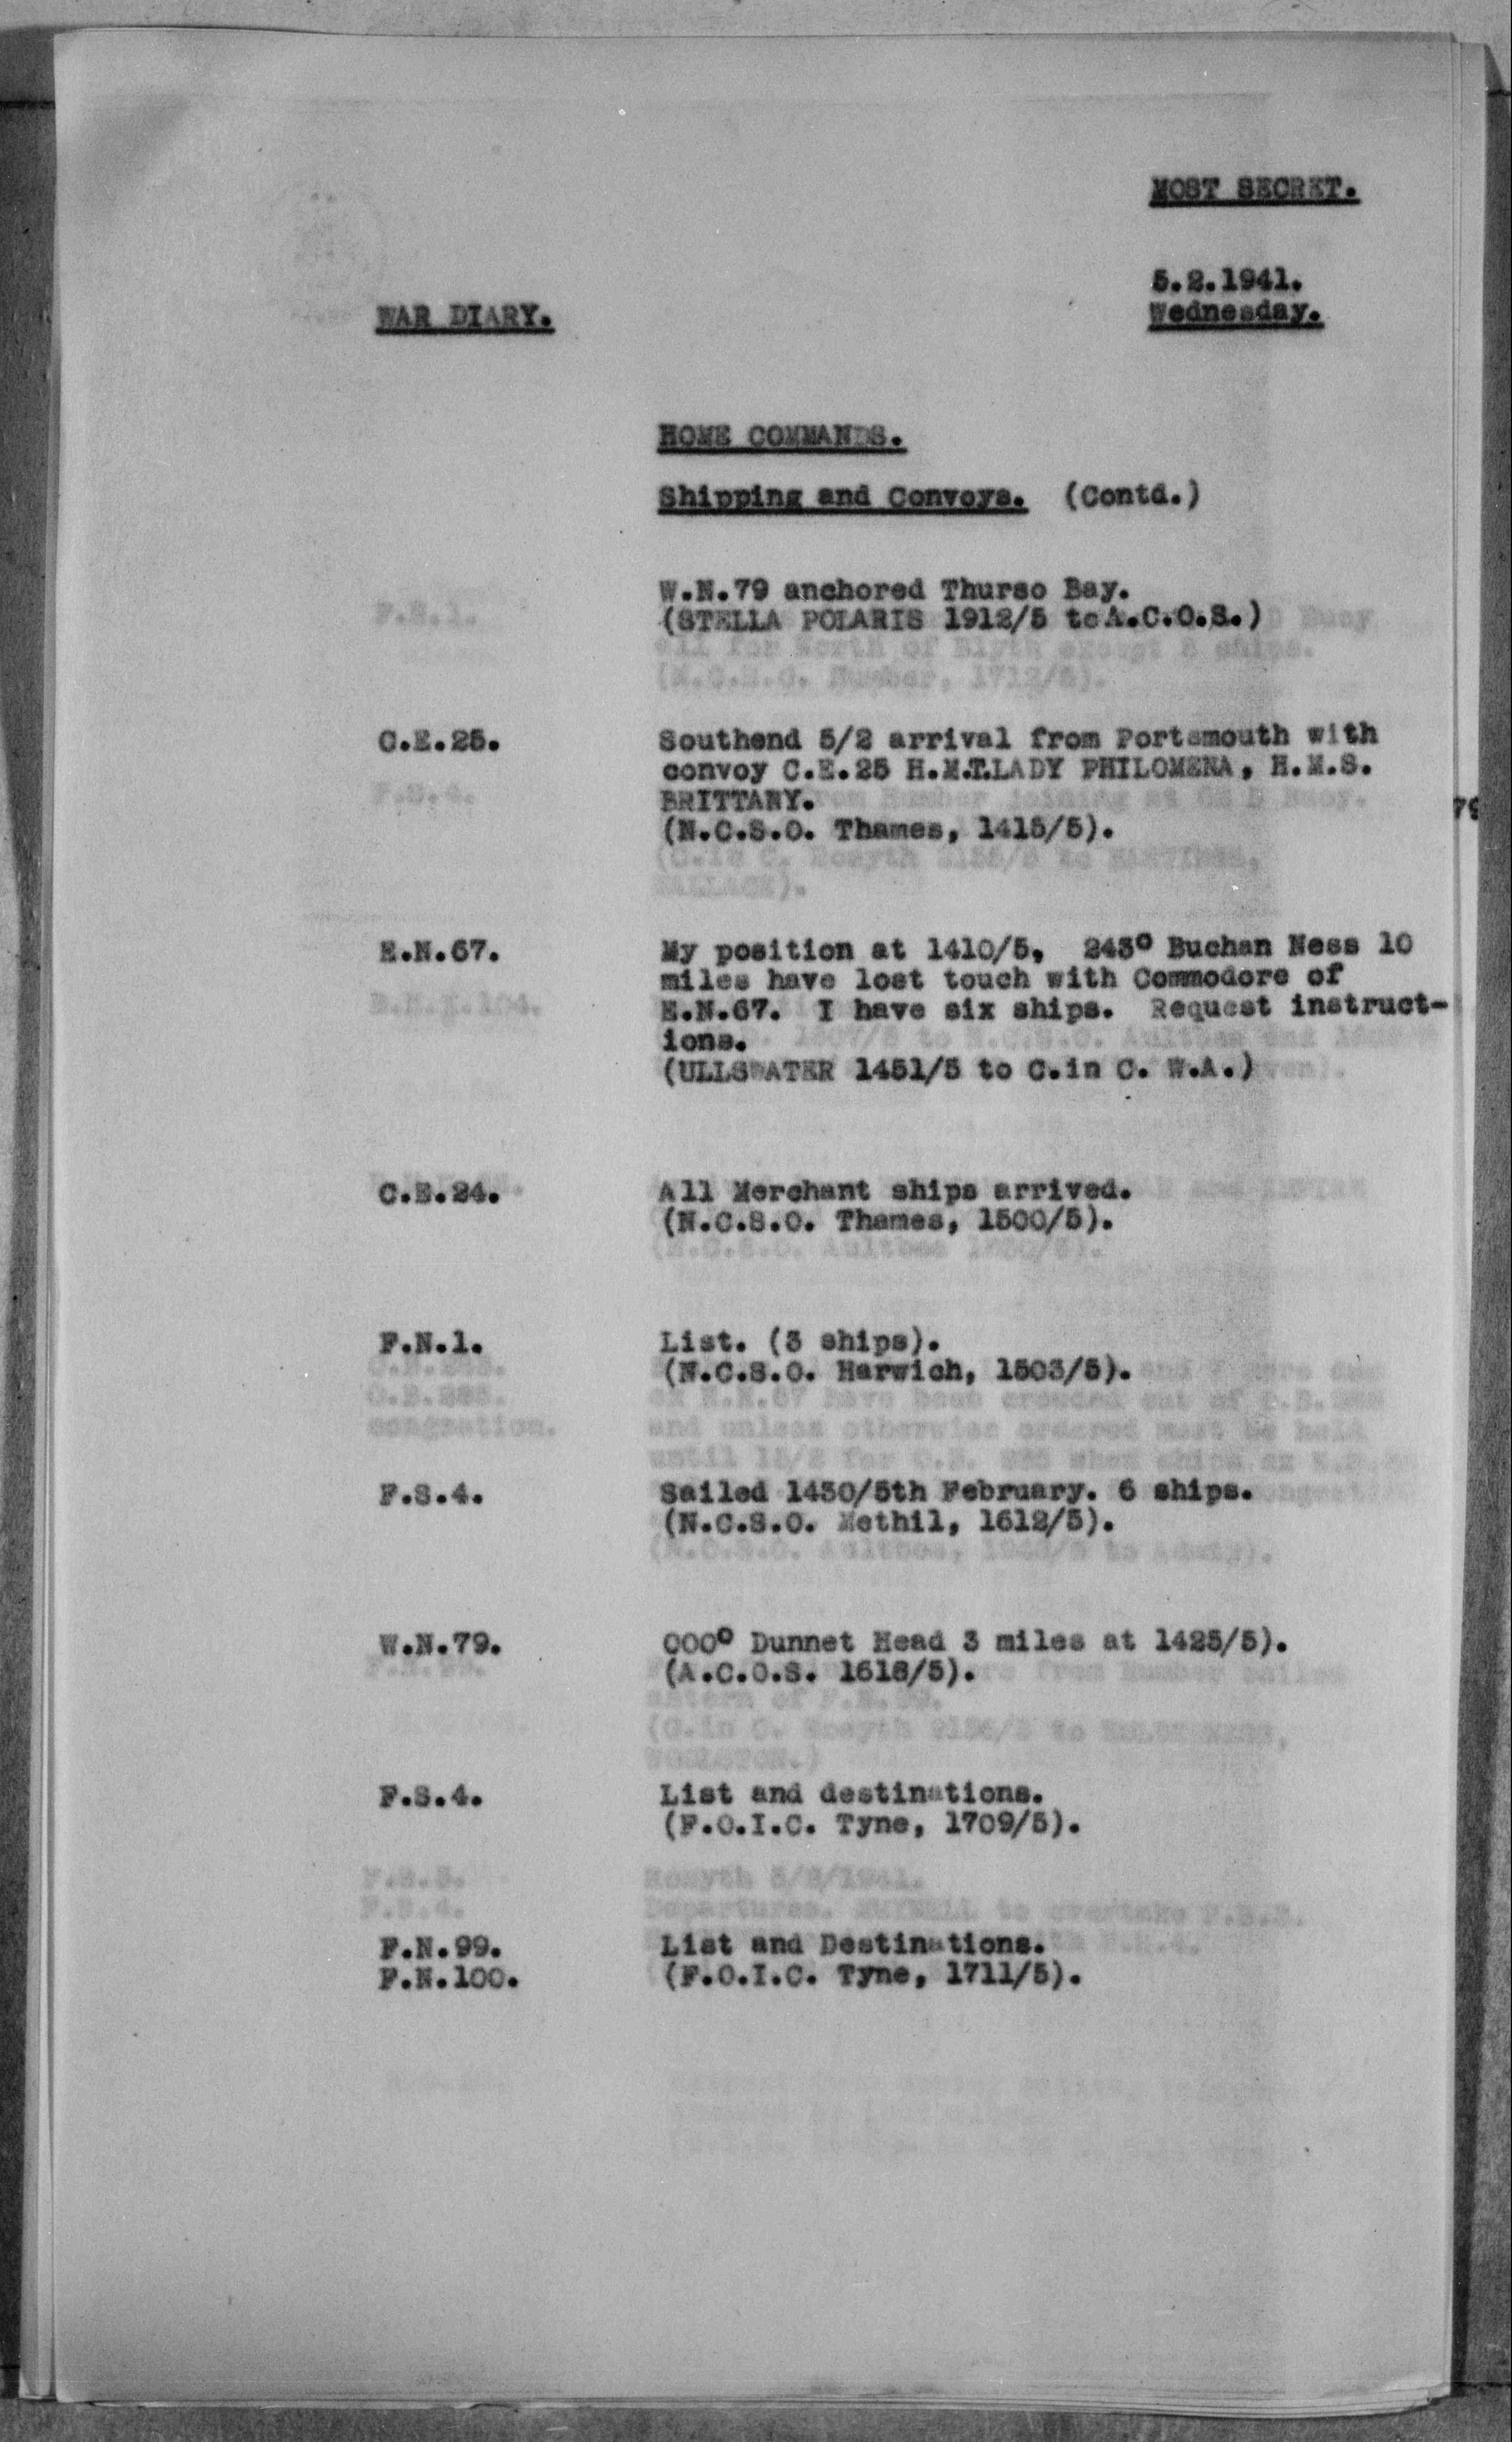 MOST SECRET.
5.2.1941.
WAR DIARY.
Wednesday.
HOME COMMANDS.
Shipping and Convoys. (Contd.)
W.N.79 anchored Thurso Bay.
(STELLA POLARIS 1912/5 to A.C.O.S.)
C.E.25.
Southend 5/2 arrival from Portsmouth with
convoy C.E.25 H.M.T.LADY PHILOMENA, H.M.S.
BRITTANY.
(N.C.S.O. Thames, 1415/5).
E.N.67.
My position at 1410/5, 243° Buchan Ness 10
miles have lost touch with Commodore of
E.N.67. I have six ships. Request instruct-
ions.
(ULLSWATER 1451/5 to C.in C. W.A.)
C.E.24.
All Merchant ships arrived.
(N.C.S.O. Thames, 1500/5).
F.N.1.
List. (3 ships).
(N.C.S.O. Harwich, 1503/5).
F.S.4.
Sailed 1430/5th February. 6 ships.
(N.C.S.O. Methil, 1612/5).
W.N.79.
000° Dunnet Head 3 miles at 1425/5).
(A.C.O.S. 1616/5).
F.S.4.
List and destinations.
(F.O.I.C. Tyne, 1709/5).
F.N.99.
F.N.100.
List and Destinations.
(F.O.I.C. Tyne, 1711/5).
79